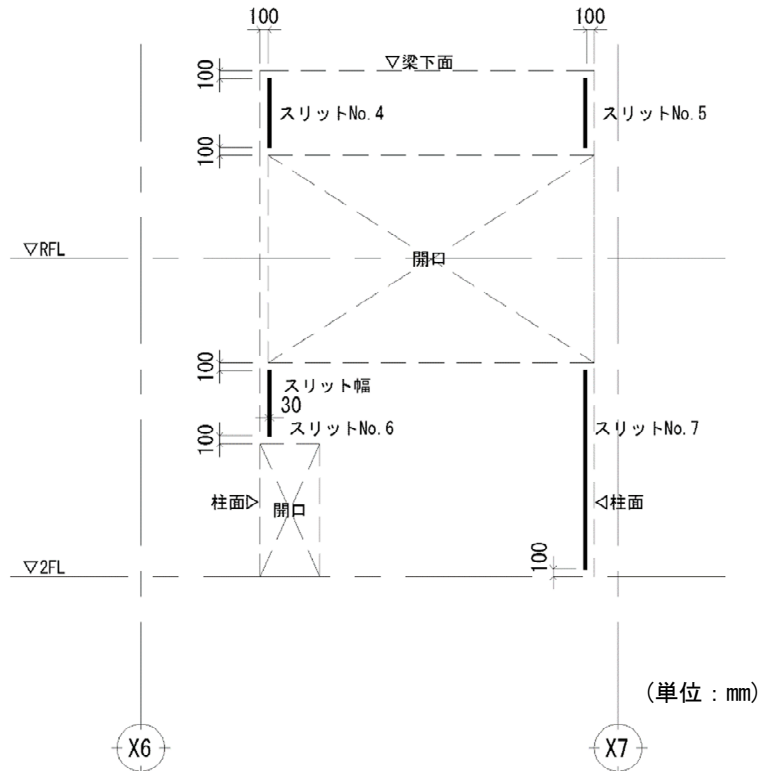 100
100
▽梁下面
100
スリットNo.4
スリットNo.5
100
▽RFL
開口
100
スリット幅
30
スリットNo.6
スリットNo.7
100
柱面▷
開口
◁柱面
100
▽2FL
(単位:mm)
X6
X7